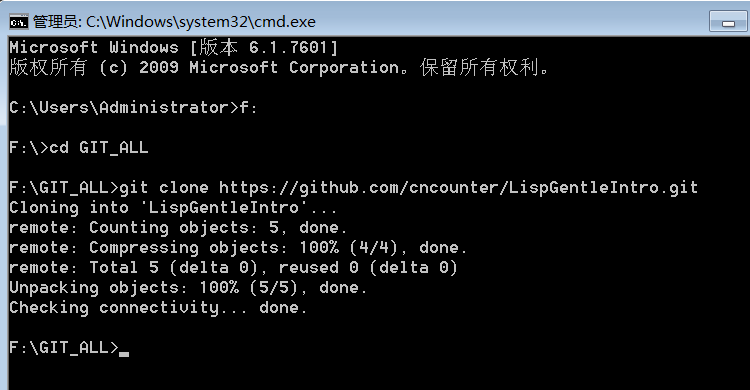 管理员: C:\Windows\system32\cmd.exe
Microsoft Windows [版本 6.1.7601]
版权所有 (c) 2009 Microsoft Corporation。保留所有权利。
C:\Users\Administrator>f:
F:\>cd GIT_ALL
F:\GIT_ALL>git clone https://github.com/cncounter/LispGentleIntro.git
Cloning into 'LispGentleIntro'...
remote: Counting objects: 5, done.
remote: Compressing objects: 100% (4/4), done.
remote: Total 5 (delta 0), reused 0 (delta 0)
Unpacking objects: 100% (5/5), done.
Checking connectivity... done.
F:\GIT_ALL>